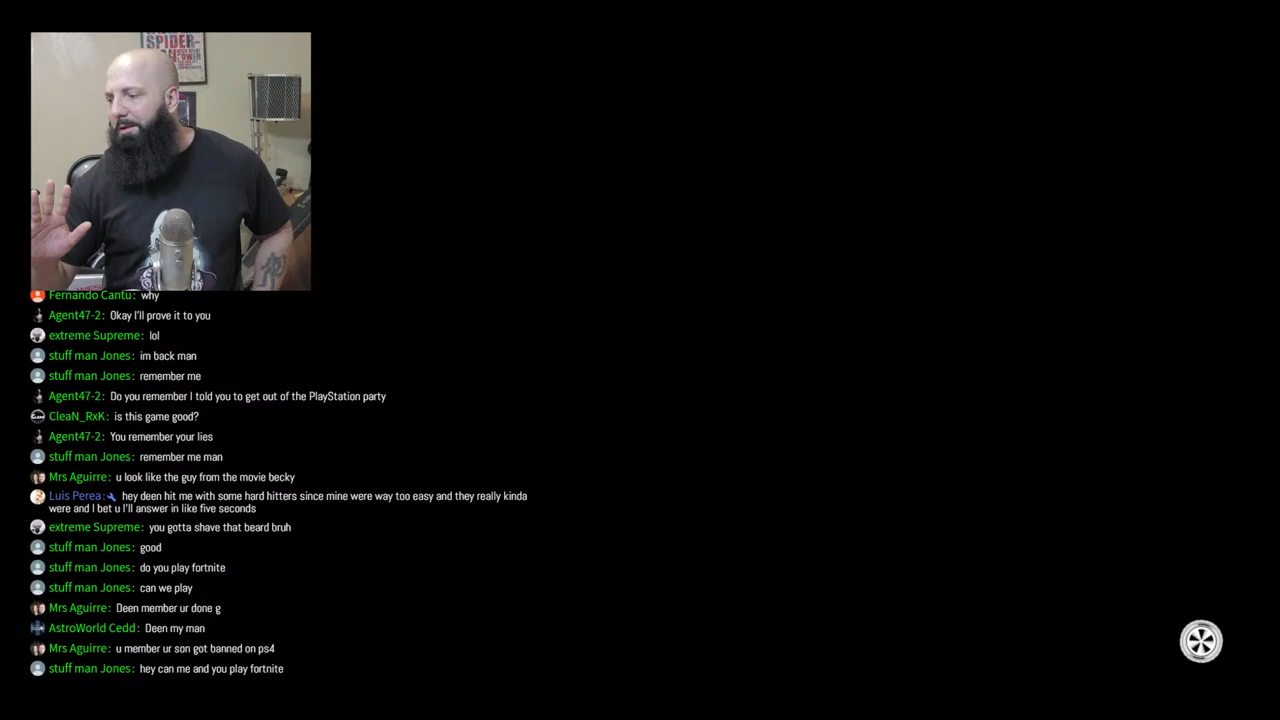 SPIDER-
Fernando Cantu: why
Agent47-2: Okay I'll prove it to you
extreme Supreme: lol
stuff man Jones: im back man
stuff man Jones: remember me
Agent47-2: Do you remember I told you to get out of the PlayStation party
CleaN_RxK: is this game good?
Agent47-2: You remember your lies
stuff man Jones: remember me man
Mrs Aguirre: u look like the guy from the movie becky
Luis Perea: hey deen hit me with some hard hitters since mine were way too easy and they really kinda
were and I bet u I'll answer in like five seconds
extreme Supreme: you gotta shave that beard bruh
stuff man Jones: good
stuff man Jones: do you play fortnite
stuff man Jones: can we play
Mrs Aguirre: Deen member ur done g
AstroWorld Cedd: Deen my man
Mrs Aguirre: u member ur son got banned on ps4
stuff man Jones: hey can me and you play fortnite